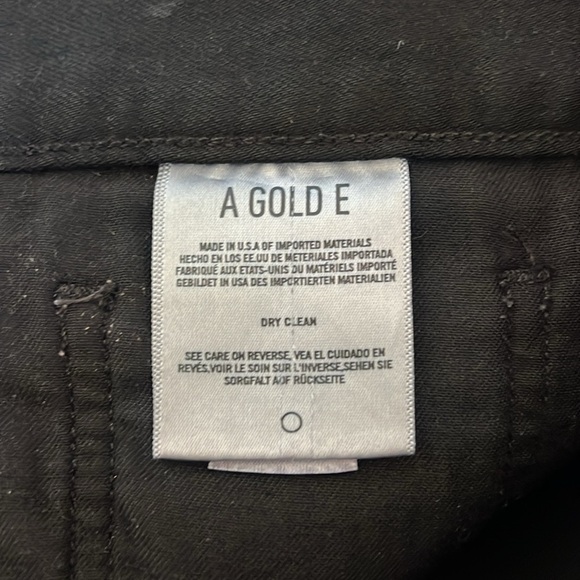 A GOLD E
MADE IN U.S.A OF IMPORTED MATERIALS
HECHO EN LOS EE.UU DE METERIALES IMPORTADA
FABRIQUÉ AUX ETATS-UNIS DU MATÉRIELS IMPORTÉ
GEBILDET IN USA DES IMPORTIERTEN MATERIALIEN
DRY CLEAN
SEE CARE ON REVERSE, VEA EL CUIDADO EN
REVÉS.VOIR LE SOIN SUR L'INVERSE,SEHEN SIE
SORGFALT AUF RÜCKSEITE